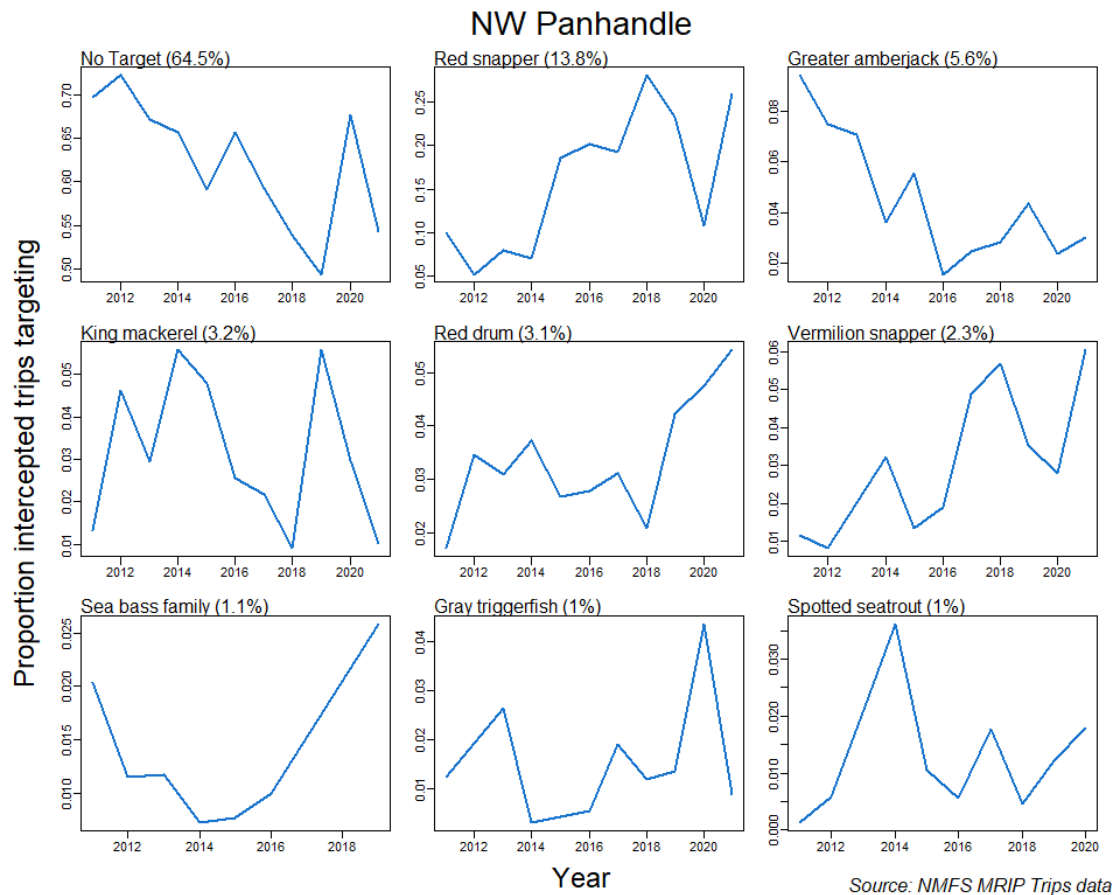 NW Panhandle
No Target (64.5%)
Red snapper (13.8%)
Greater amberjack (5.6%)
0.70
0.65
0.60
0.55
0.50
2012 2014 2016 2018 2020
0.25
0.20
0.15
0.10
0.05
2012 2014 2016 2018 2020
0.08
0.06
0.04
0.02
2012 2014 2016 2018 2020
Proportion intercepted trips targeting
King mackerel (3.2%)
Red drum (3.1%)
Vermilion snapper (2.3%)
0.05
0.04
0.03
0.02
0.01
2012 2014 2016 2018 2020
0.05
0.04
0.03
0.02
2012 2014 2016 2018 2020
0.06
0.05
0.04
0.03
0.02
0.01
2012 2014 2016 2018 2020
Sea bass family (1.1%)
Gray triggerfish (1%)
Spotted seatrout (1%)
0.025
0.020
0.015
0.010
2012 2014 2016 2018
0.04
0.03
0.02
0.01
2012 2014 2016 2018 2020
0.030
0.020
0.010
0.000
2012 2014 2016 2018 2020
Year
Source: NMFS MRIP Trips data